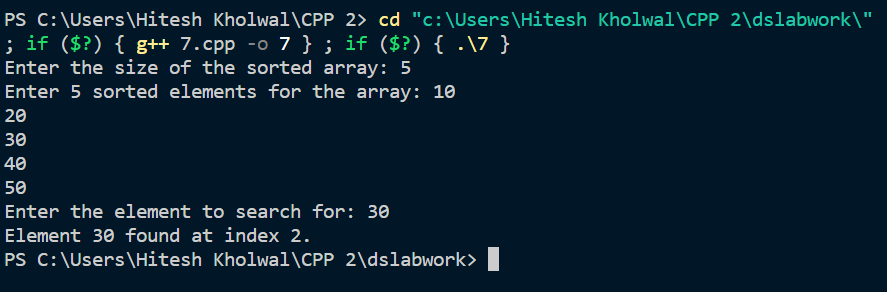 PS C:\Users\Hitesh Kholwal\CPP 2> cd "c:\Users\Hitesh Kholwal\CPP 2\dslabwork\"
; if ($?) { g++ 7.cpp -o 7 } ; if ($?) { .\7 }
Enter the size of the sorted array: 5
Enter 5 sorted elements for the array: 10
20
30
40
50
Enter the element to search for: 30
Element 30 found at index 2.
PS C:\Users\Hitesh Kholwal\CPP 2\dslabwork>